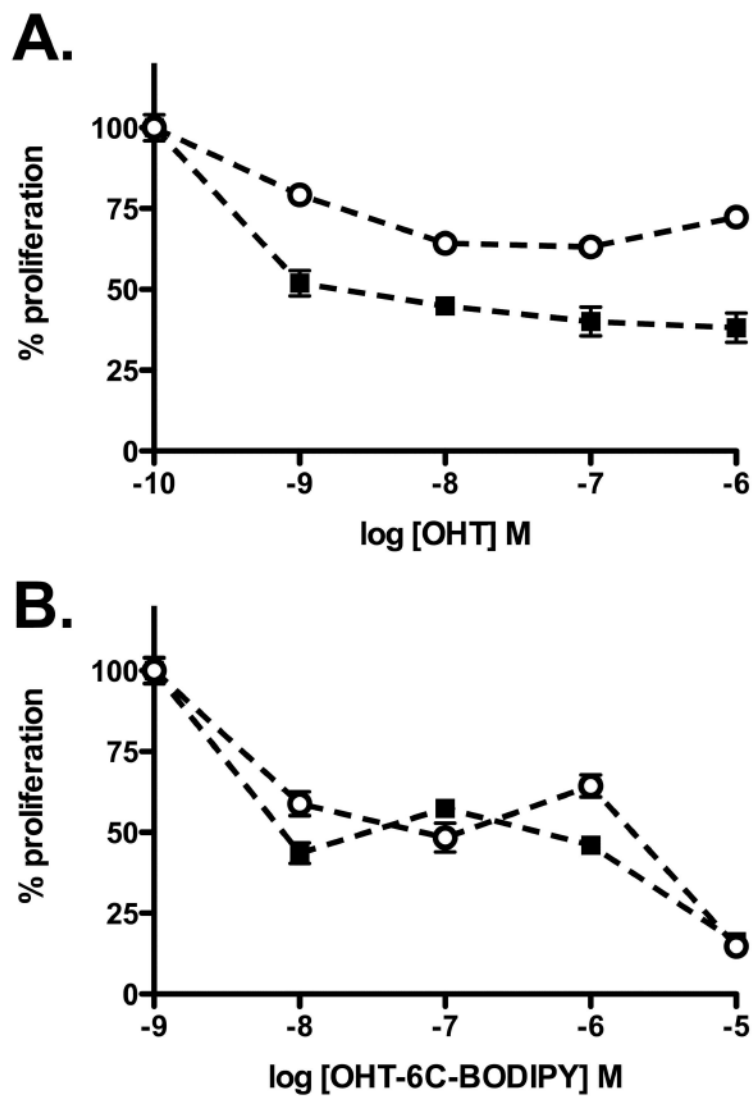 A.
% proliferation
100
75
50
25
0
-10 -9 -8 -7 -6
log [OHT] M
B.
% proliferation
100
75
50
25
0
-9 -8 -7 -6 -5
log [OHT-6C-BODIPY] M